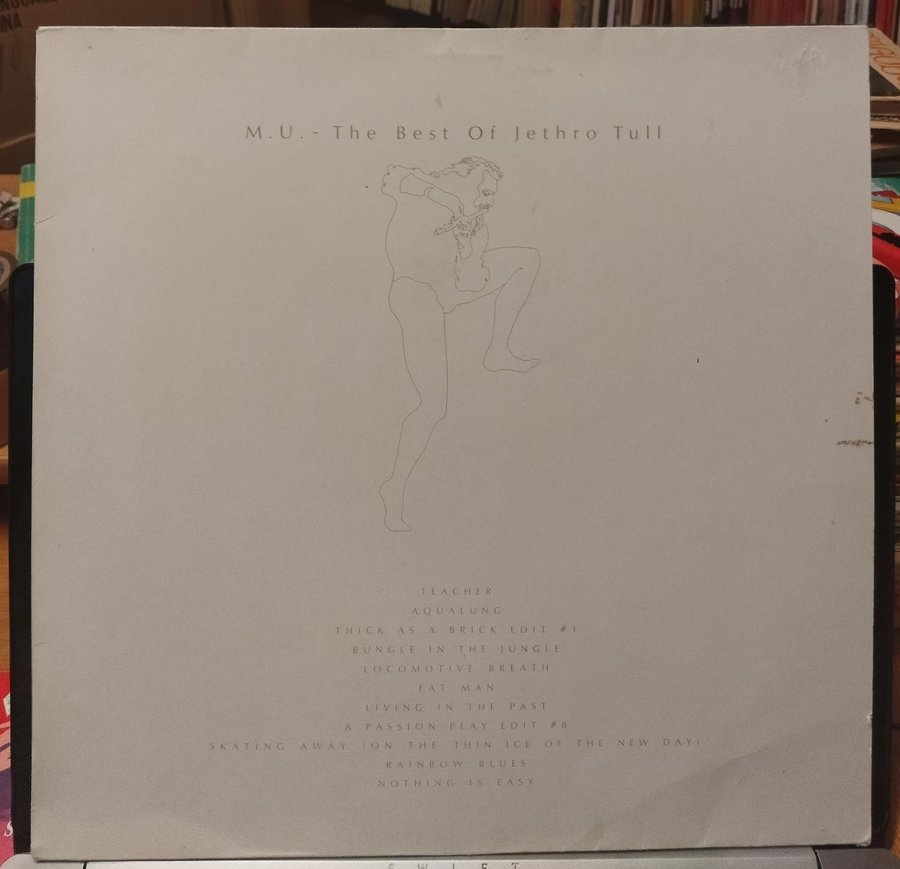 M.U.- The Best Of Jethro Tull
TEACHER
AQUALUNG
THICK AS A BRICK EDIT #1
BUNGLE IN THE JUNGLE
LOCOMOTIVE BREATH
FAT MAN
LIVING IN THE PAST
A PASSION PLAY EDIT #8
SKATING AWAY (ON THE THIN ICE OF THE NEW DAY)
RAINBOW BLUES
NOTHING IS EASY
SWIFT